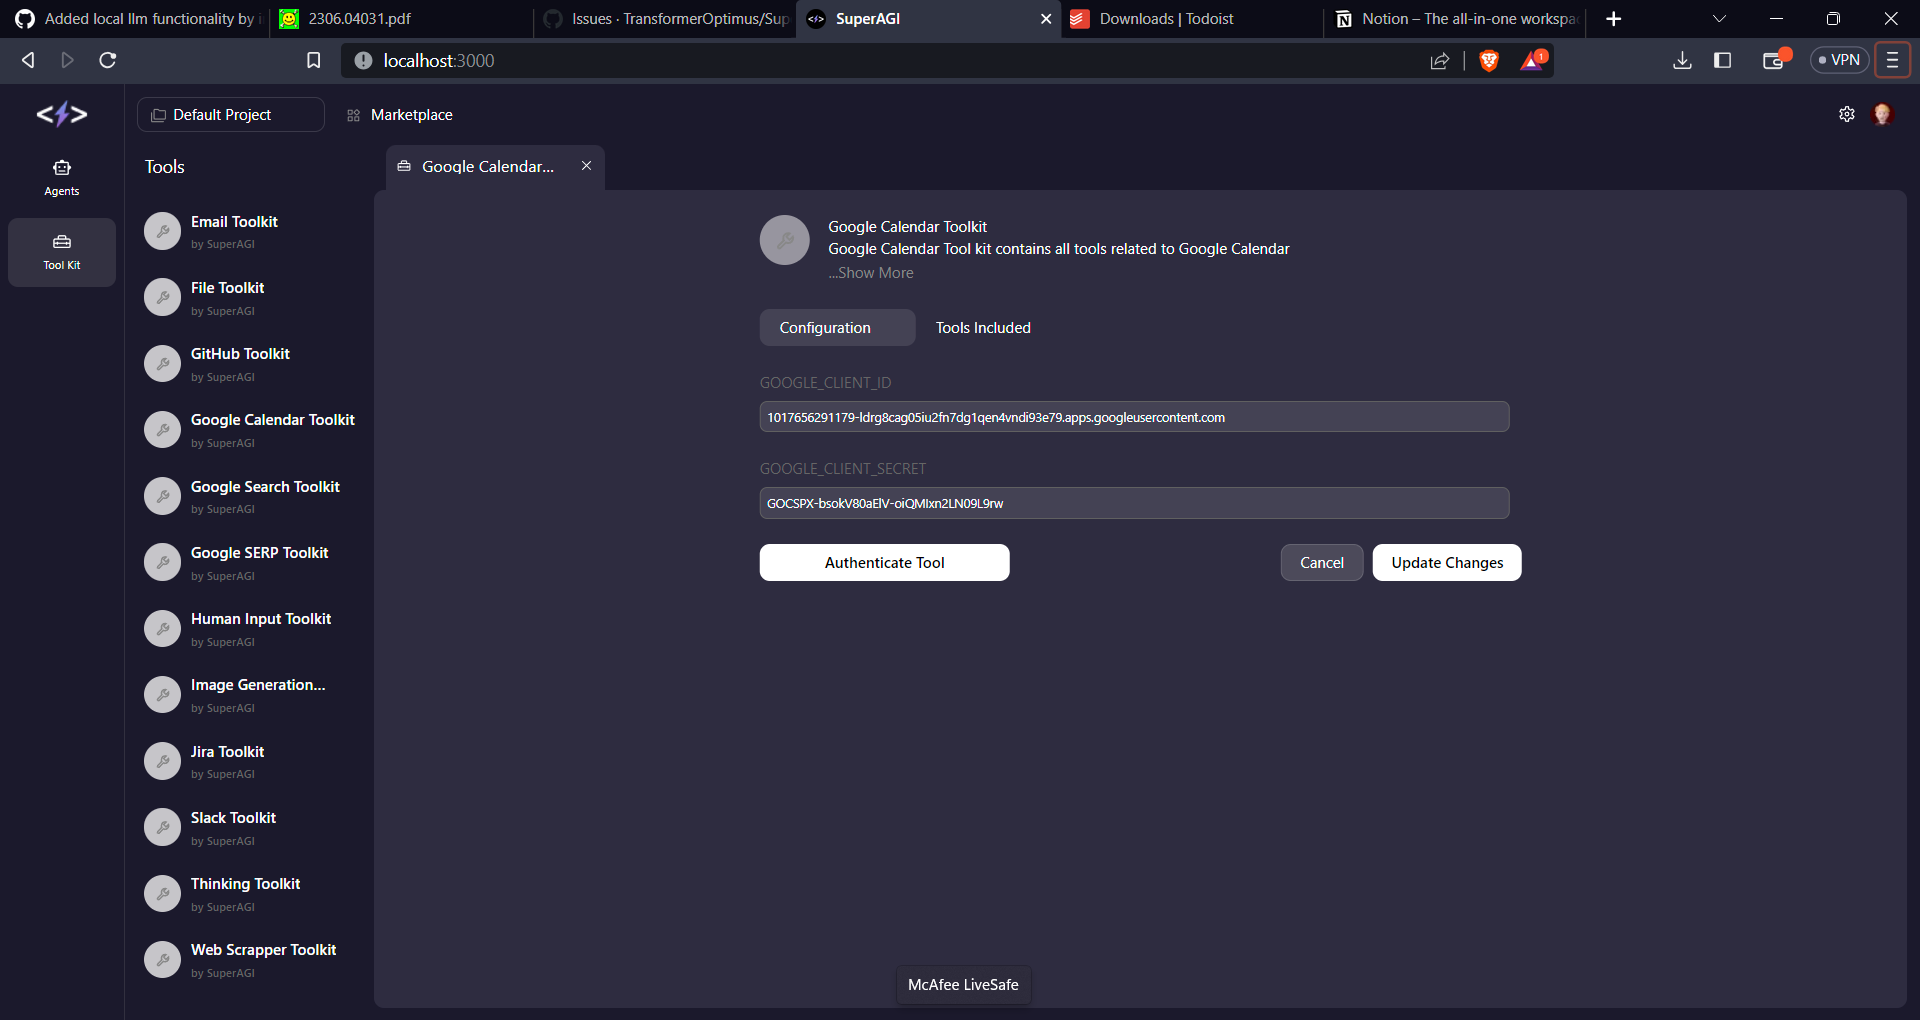 Added local llm functionality by i
2306.04031.pdf
Issues · TransformerOptimus/Sup
SuperAGI
Downloads | Todoist
Notion – The all-in-one workspa
localhost:3000
1
VPN
Default Project
Marketplace
Agents
Tool Kit
Tools
Email Toolkit
by SuperAGI
File Toolkit
by SuperAGI
GitHub Toolkit
by SuperAGI
Google Calendar Toolkit
by SuperAGI
Google Search Toolkit
by SuperAGI
Google SERP Toolkit
by SuperAGI
Human Input Toolkit
by SuperAGI
Image Generation...
by SuperAGI
Jira Toolkit
by SuperAGI
Slack Toolkit
by SuperAGI
Thinking Toolkit
by SuperAGI
Web Scrapper Toolkit
by SuperAGI
Google Calendar...
Google Calendar Toolkit
Google Calendar Tool kit contains all tools related to Google Calendar
...Show More
Configuration
Tools Included
GOOGLE_CLIENT_ID
1017656291179-ldrg8cag05iu2fn7dg1qen4vndi93e79.apps.googleusercontent.com
GOOGLE_CLIENT_SECRET
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
Authenticate Tool
Cancel
Update Changes
McAfee LiveSafe